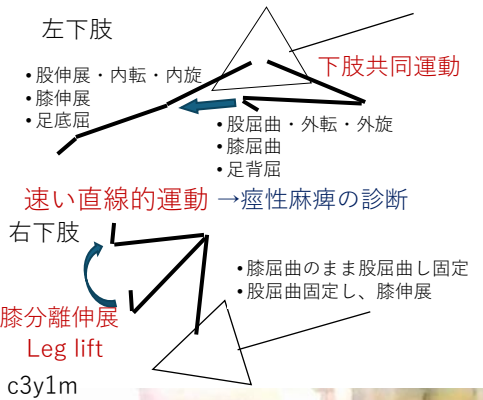 左下肢
• 股伸展・内転・内旋
• 膝伸展
• 足底屈
下肢共同運動
• 股屈曲・外転・外旋
• 膝屈曲
• 足背屈
速い直線的運動 →痙性麻痺の診断
右下肢
• 膝屈曲のまま股屈曲し固定
• 股屈曲固定し、膝伸展
膝分離伸展
Leg lift
c3y1m